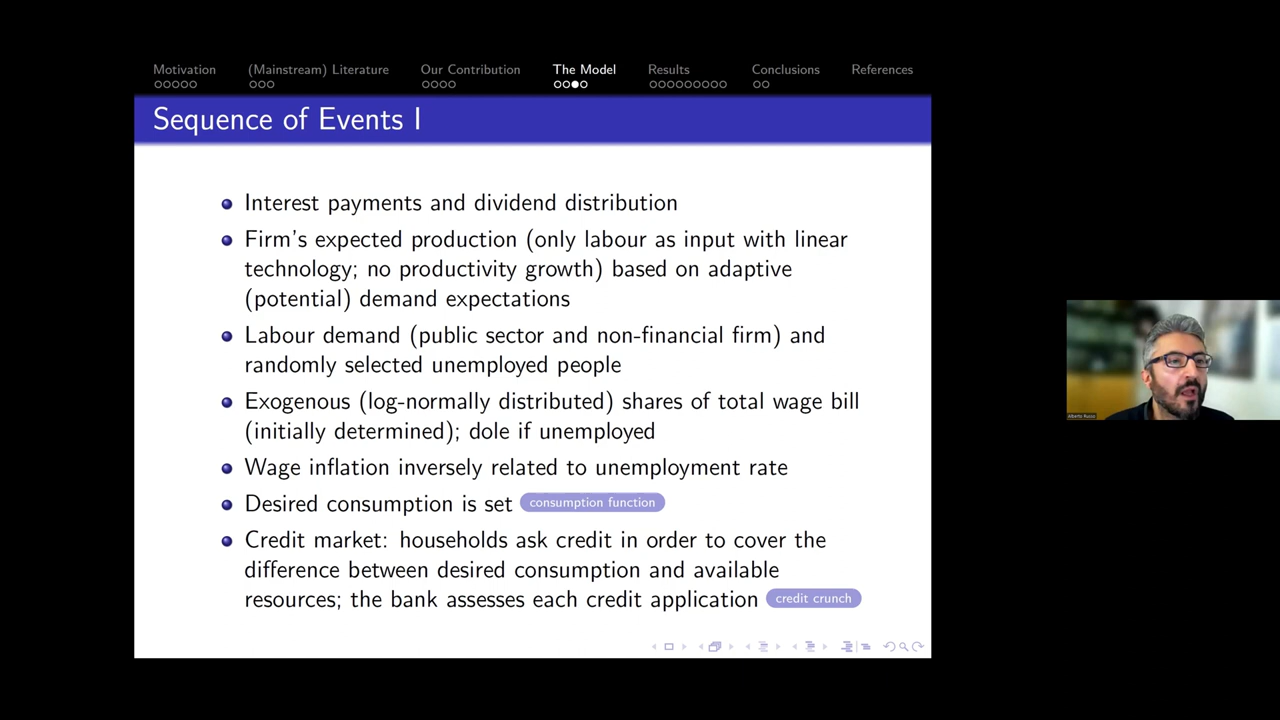 Motivation (Mainstream) Literature Our Contribution The Model Results Conclusions References
Sequence of Events I
Interest payments and dividend distribution
Firm's expected production (only labour as input with linear
technology; no productivity growth) based on adaptive
(potential) demand expectations
Labour demand (public sector and non-financial firm) and
randomly selected unemployed people
Exogenous (log-normally distributed) shares of total wage bill
(initially determined); dole if unemployed
Wage inflation inversely related to unemployment rate
Desired consumption is set consumption function
Credit market: households ask credit in order to cover the
difference between desired consumption and available
resources; the bank assesses each credit application credit crunch
Alberto Russo